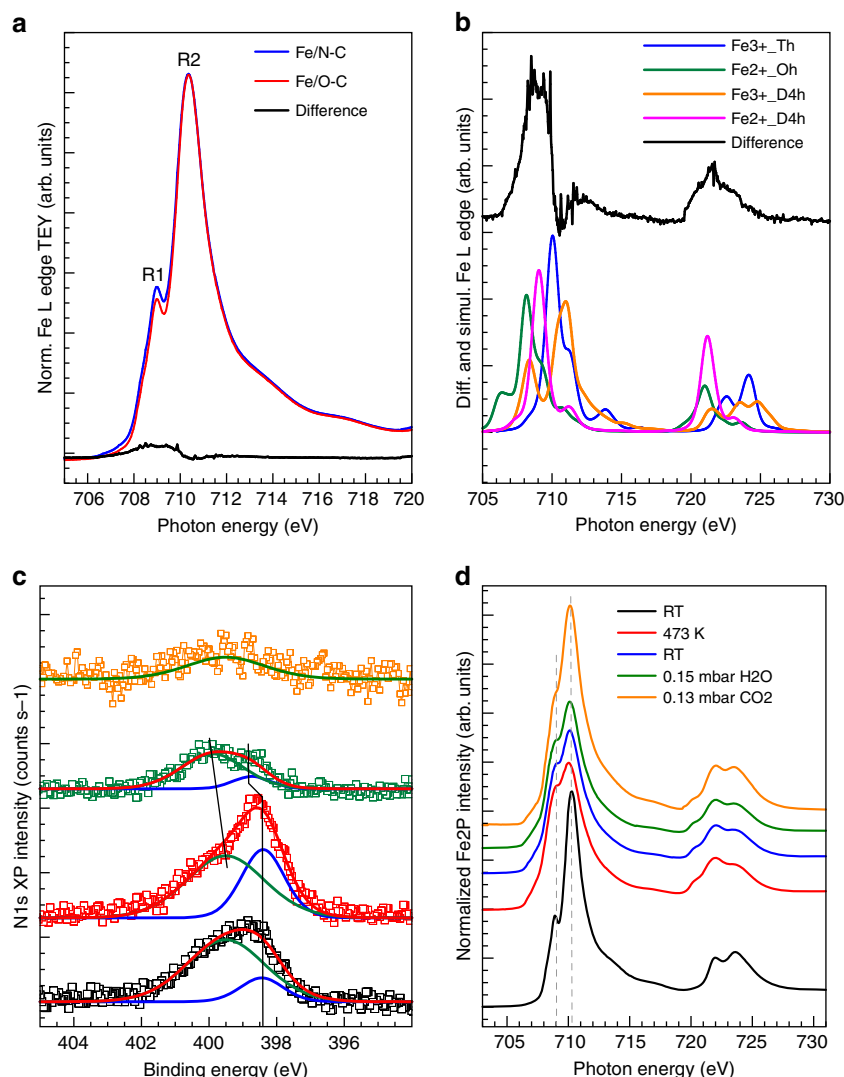 a
R2
R1
Fe/N-C
Fe/O-C
Difference
Norm. Fe L edge TEY (arb. units)
706 708 710 712 714 716 718 720
Photon energy (eV)
b
Fe3+_Th
Fe2+_Oh
Fe3+_D4h
Fe2+_D4h
Difference
Diff. and simul. Fe L edge (arb. units)
705 710 715 720 725 730
Photon energy (eV)
c
N1s XP intensity (counts s–1)
404 402 400 398 396
Binding energy (eV)
d
RT
473 K
RT
0.15 mbar H2O
0.13 mbar CO2
Normalized Fe2P intensity (arb. units)
705 710 715 720 725 730
Photon energy (eV)